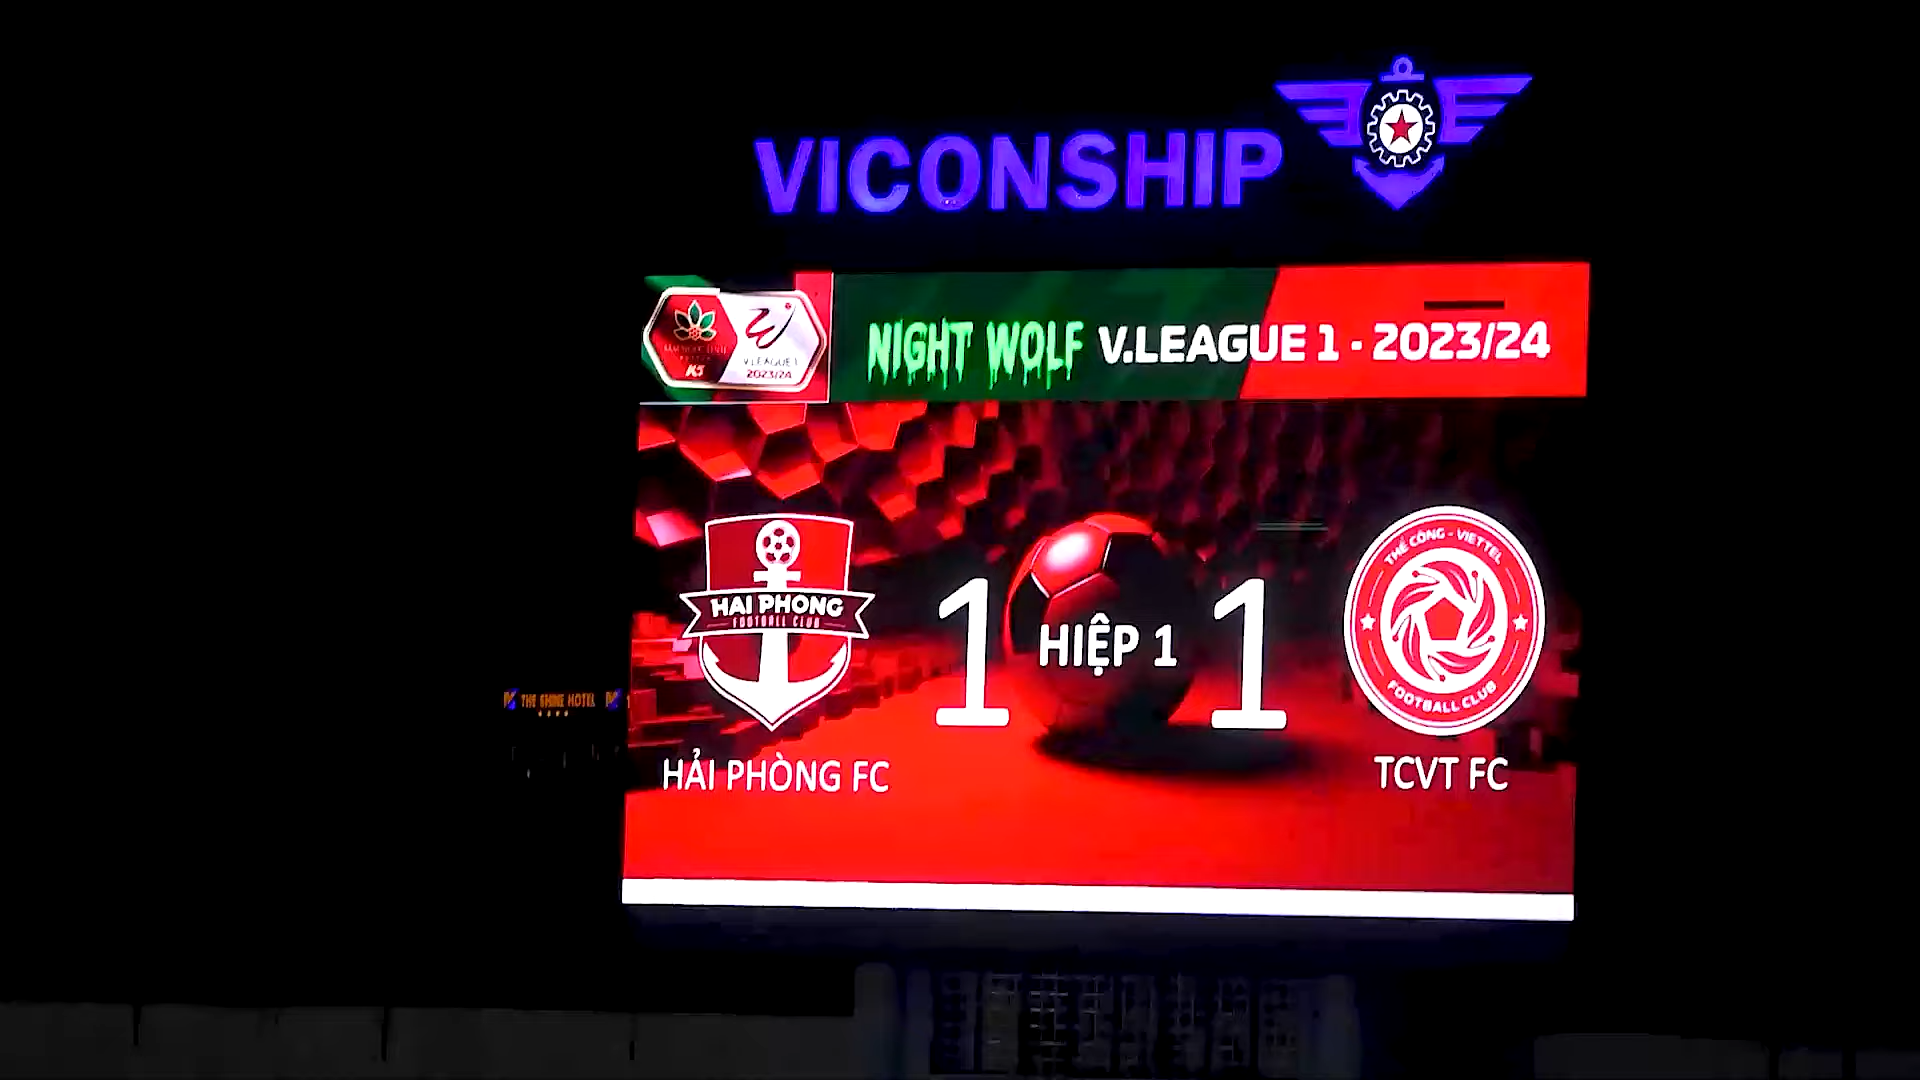 VICONSHIP
NIGHT WOLF V.LEAGUE 1 - 2023/24
V.LEAGUE 1
2023/24
THẾ CÔNG - VIETTEL
HAI PHONG
FOOTBALL CLUB
1 HIỆP 1 1
FOOTBALL CLUB
THE SHINE HOTEL
HẢI PHÒNG FC
TCVT FC